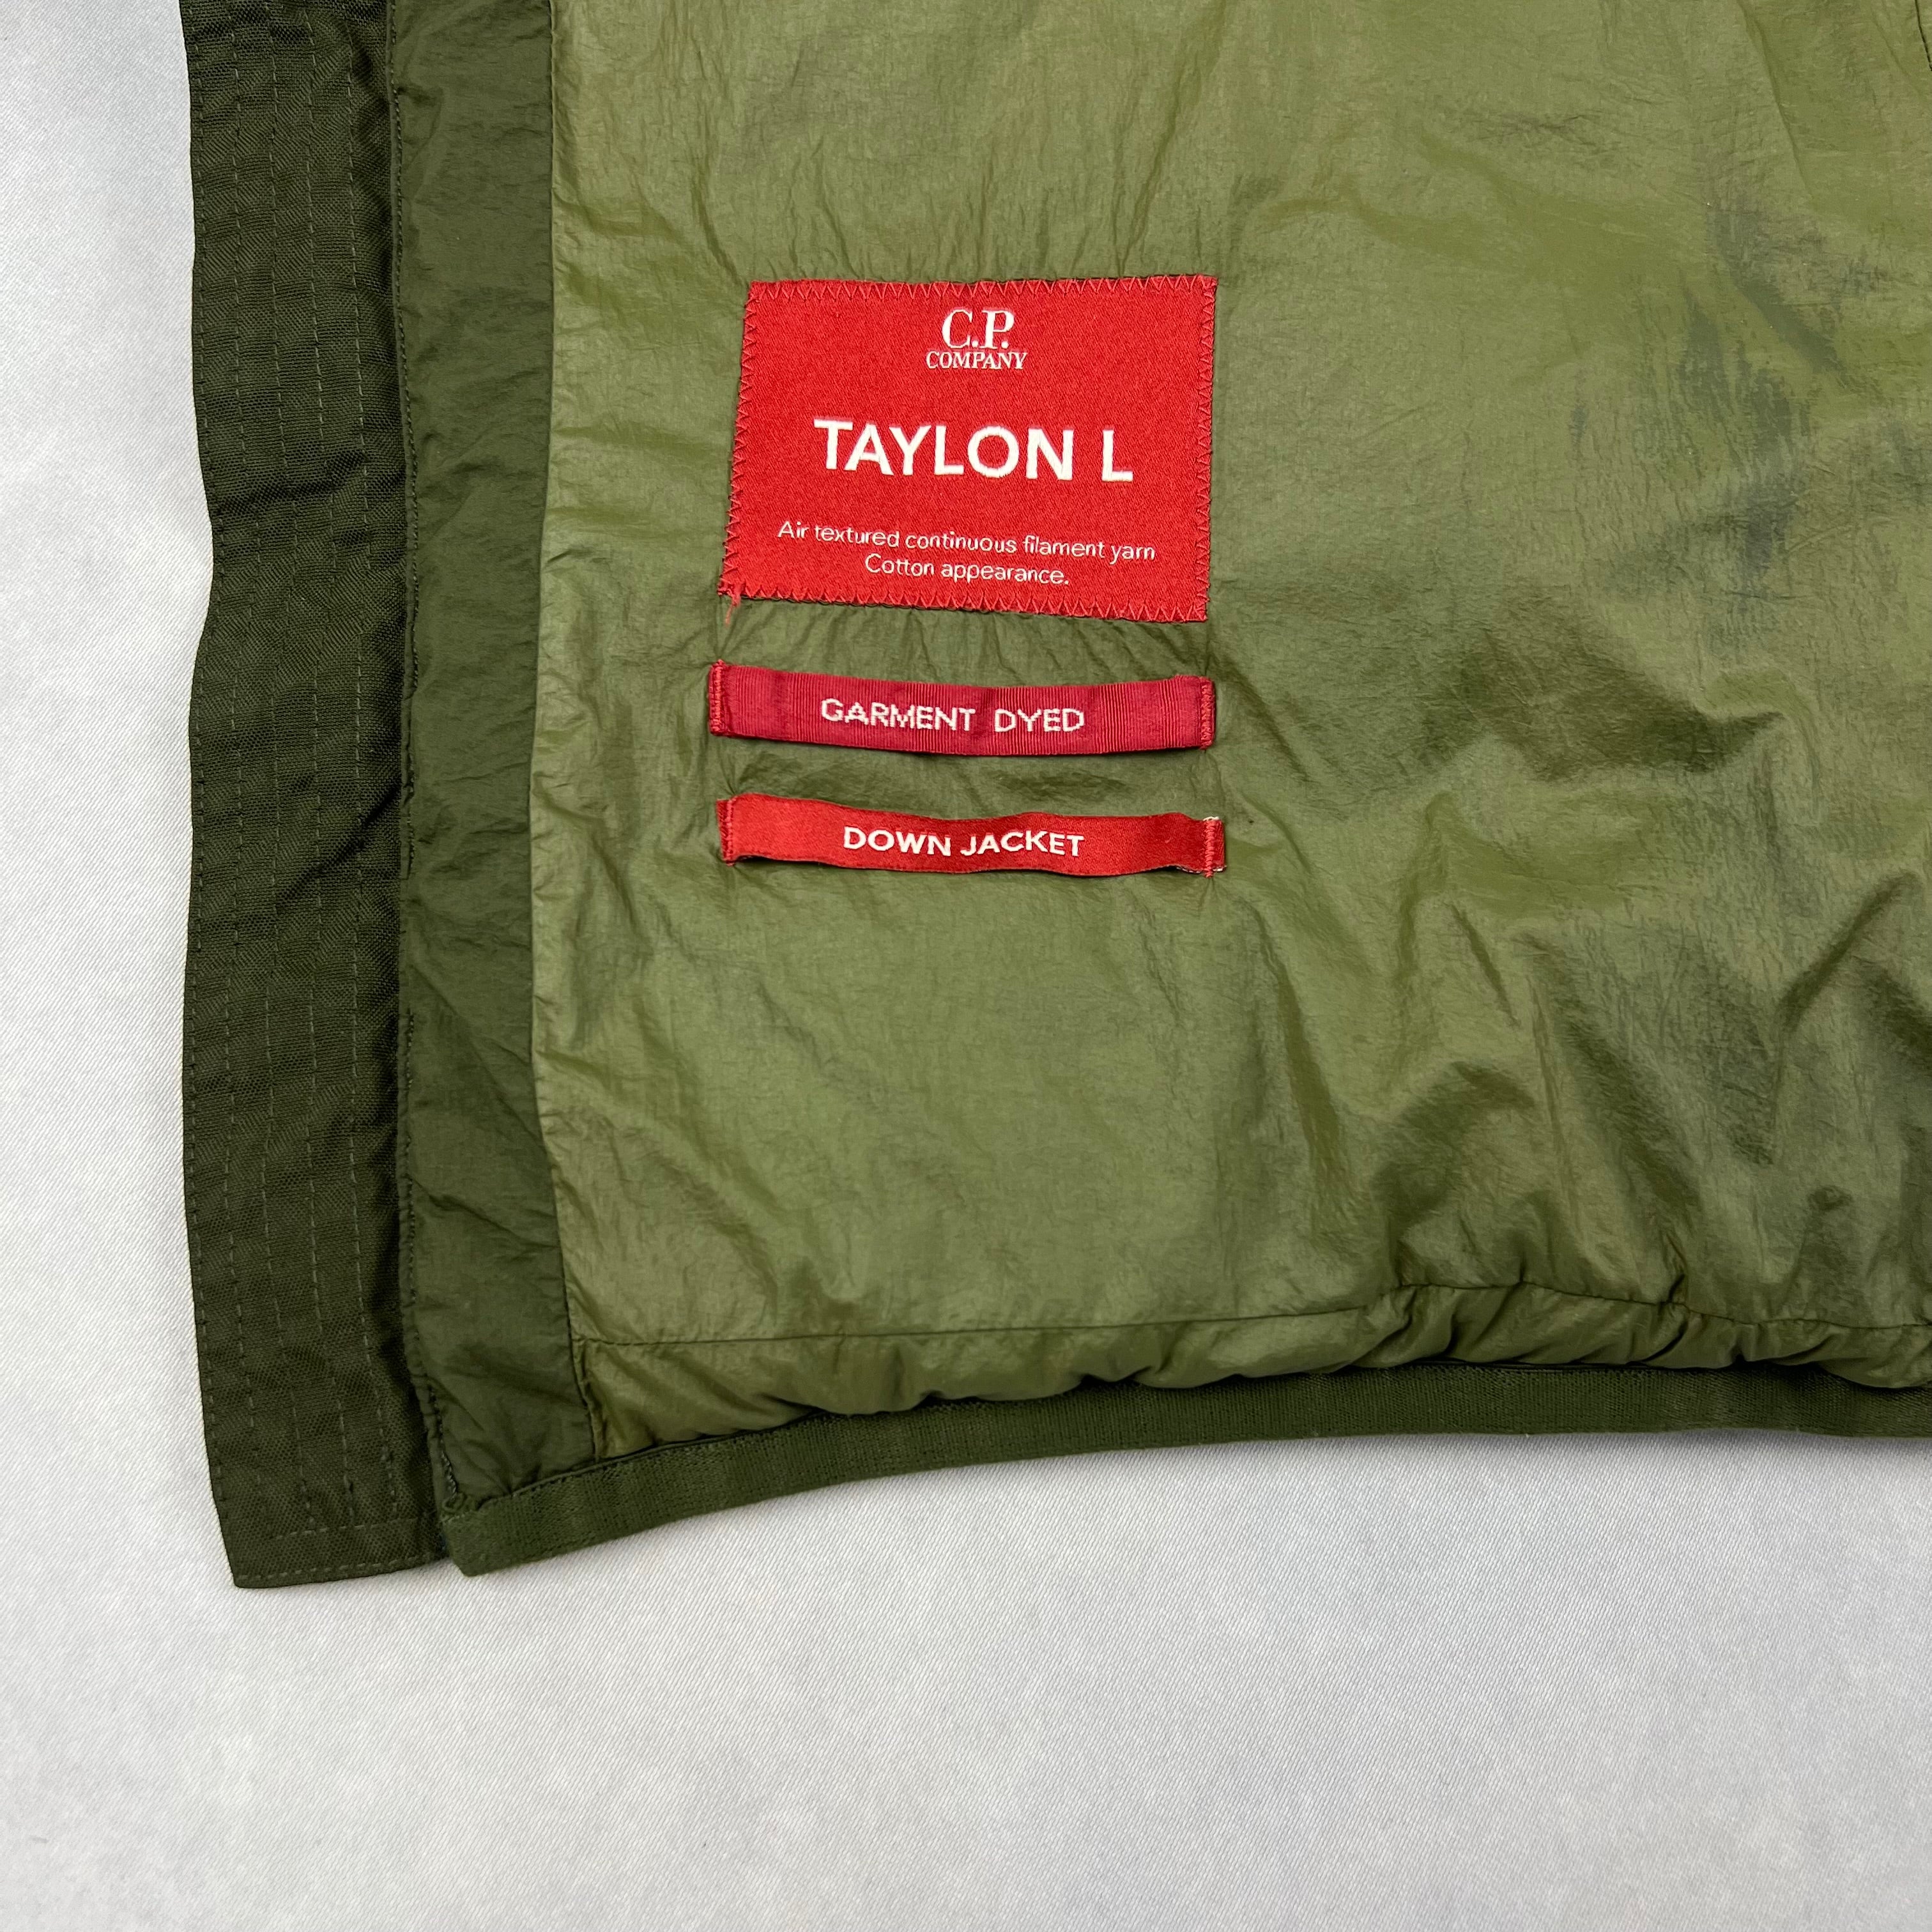 C.P.
COMPANY
TAYLON L
Air textured continuous filament yarn
Cotton appearance.
GARMENT DYED
DOWN JACKET